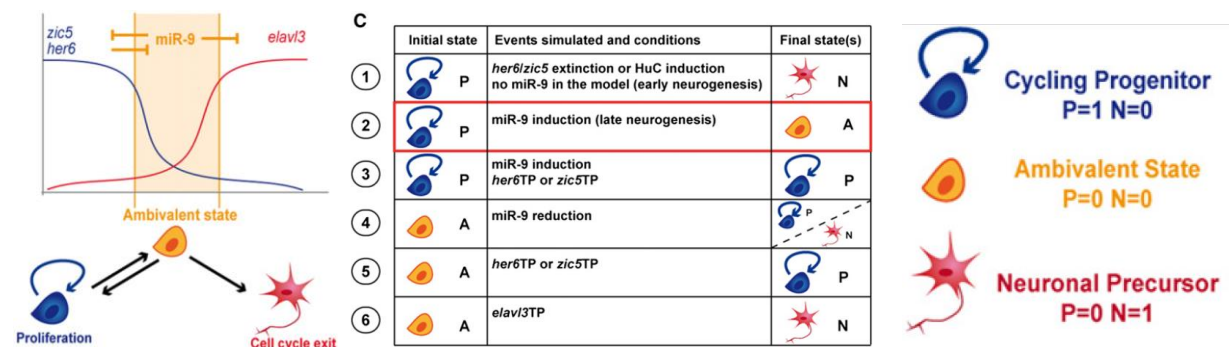 zic5
her6
miR-9
elavl3
Ambivalent state
Proliferation
Cell cycle exit
C
Initial state
Events simulated and conditions
Final state(s)
1
P
her6/zic5 extinction or HuC induction
no miR-9 in the model (early neurogenesis)
N
2
P
miR-9 induction (late neurogenesis)
A
3
P
miR-9 induction
her6TP or zic5TP
P
4
A
miR-9 reduction
P
N
5
A
her6TP or zic5TP
P
6
A
elavl3TP
N
Cycling Progenitor
P=1 N=0
Ambivalent State
P=0 N=0
Neuronal Precursor
P=0 N=1